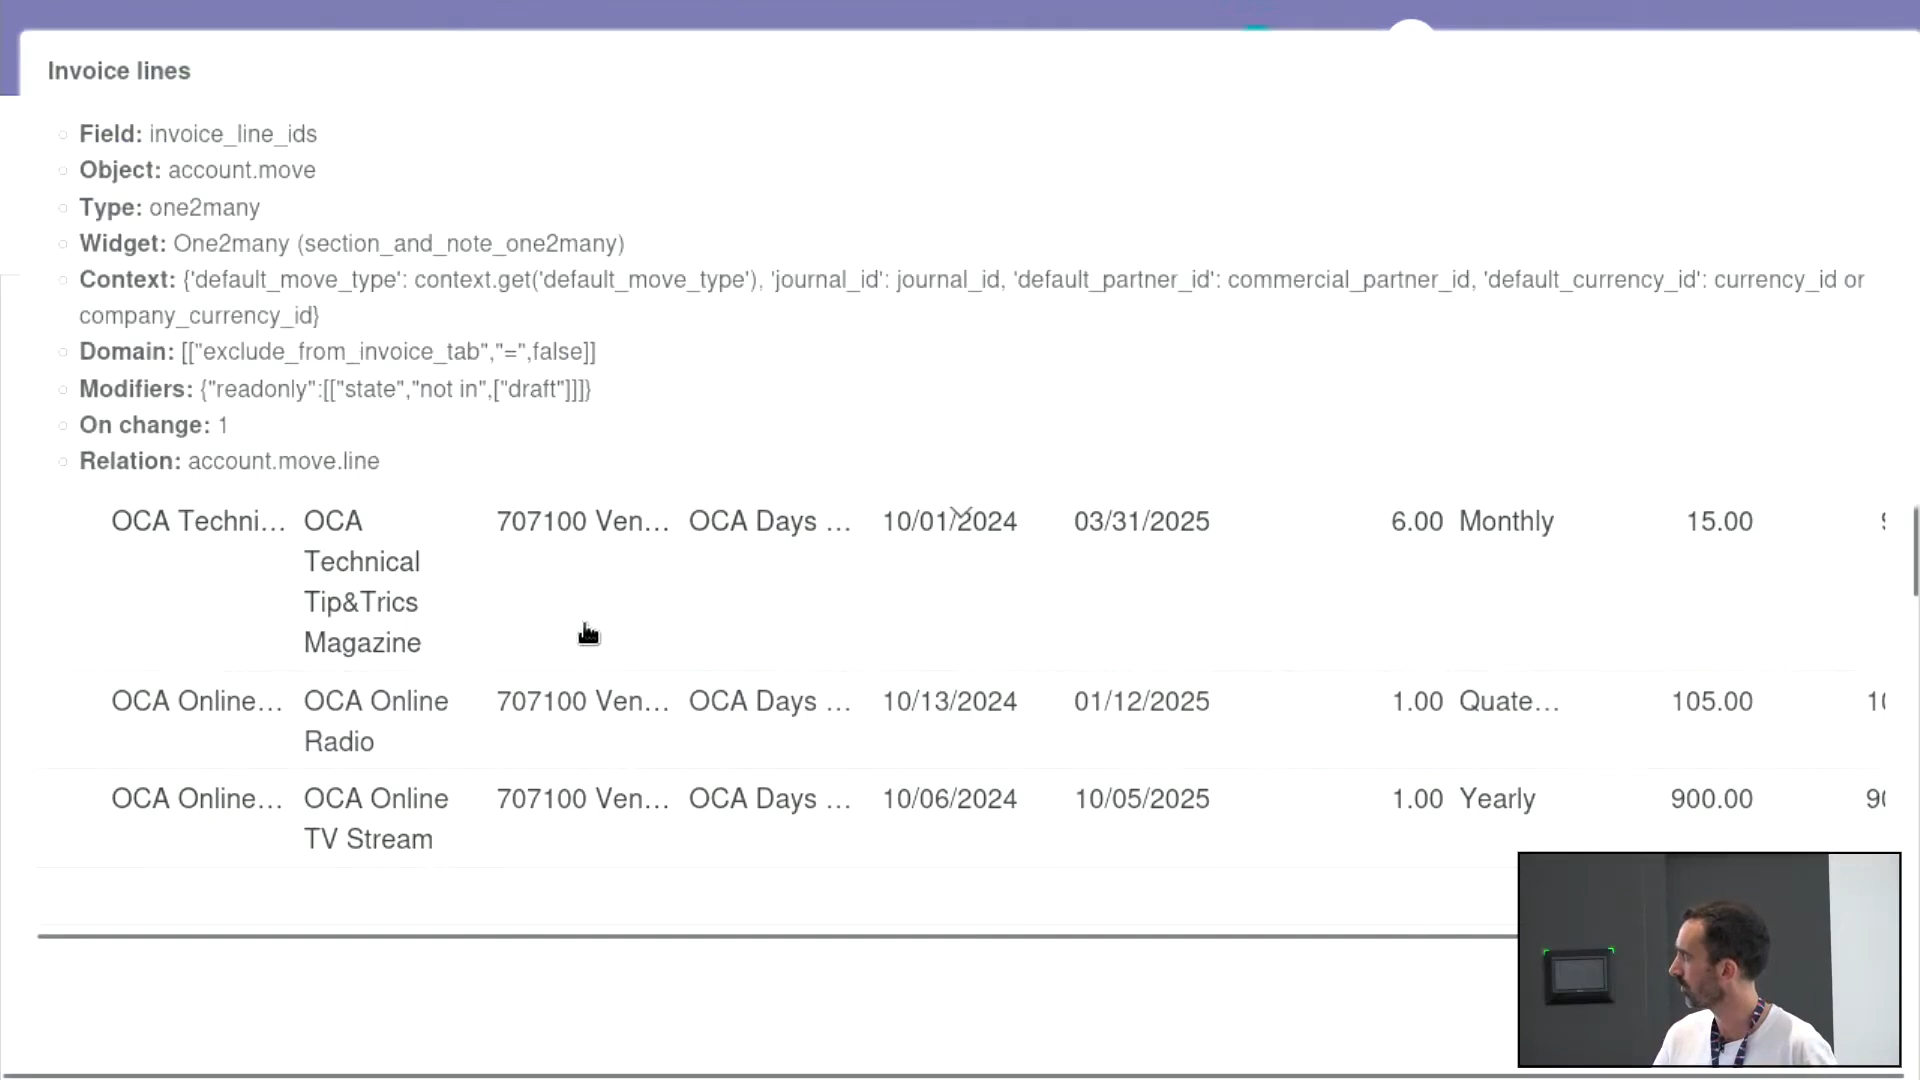 Invoice lines
Field: invoice_line_ids
Object: account.move
Type: one2many
Widget: One2many (section_and_note_one2many)
Context: {'default_move_type': context.get('default_move_type'), 'journal_id': journal_id, 'default_partner_id': commercial_partner_id, 'default_currency_id': currency_id or
company_currency_id}
Domain: [["exclude_from_invoice_tab","=",false]]
Modifiers: {"readonly":[["state","not in",["draft"]]]}
On change: 1
Relation: account.move.line
OCA Techni... OCA 707100 Ven... OCA Days ... 10/01/2024 03/31/2025 6.00 Monthly 15.00
Technical
Tip&Trics
Magazine
OCA Online... OCA Online 707100 Ven... OCA Days ... 10/13/2024 01/12/2025 1.00 Quate... 105.00
Radio
OCA Online... OCA Online 707100 Ven... OCA Days ... 10/06/2024 10/05/2025 1.00 Yearly 900.00
TV Stream